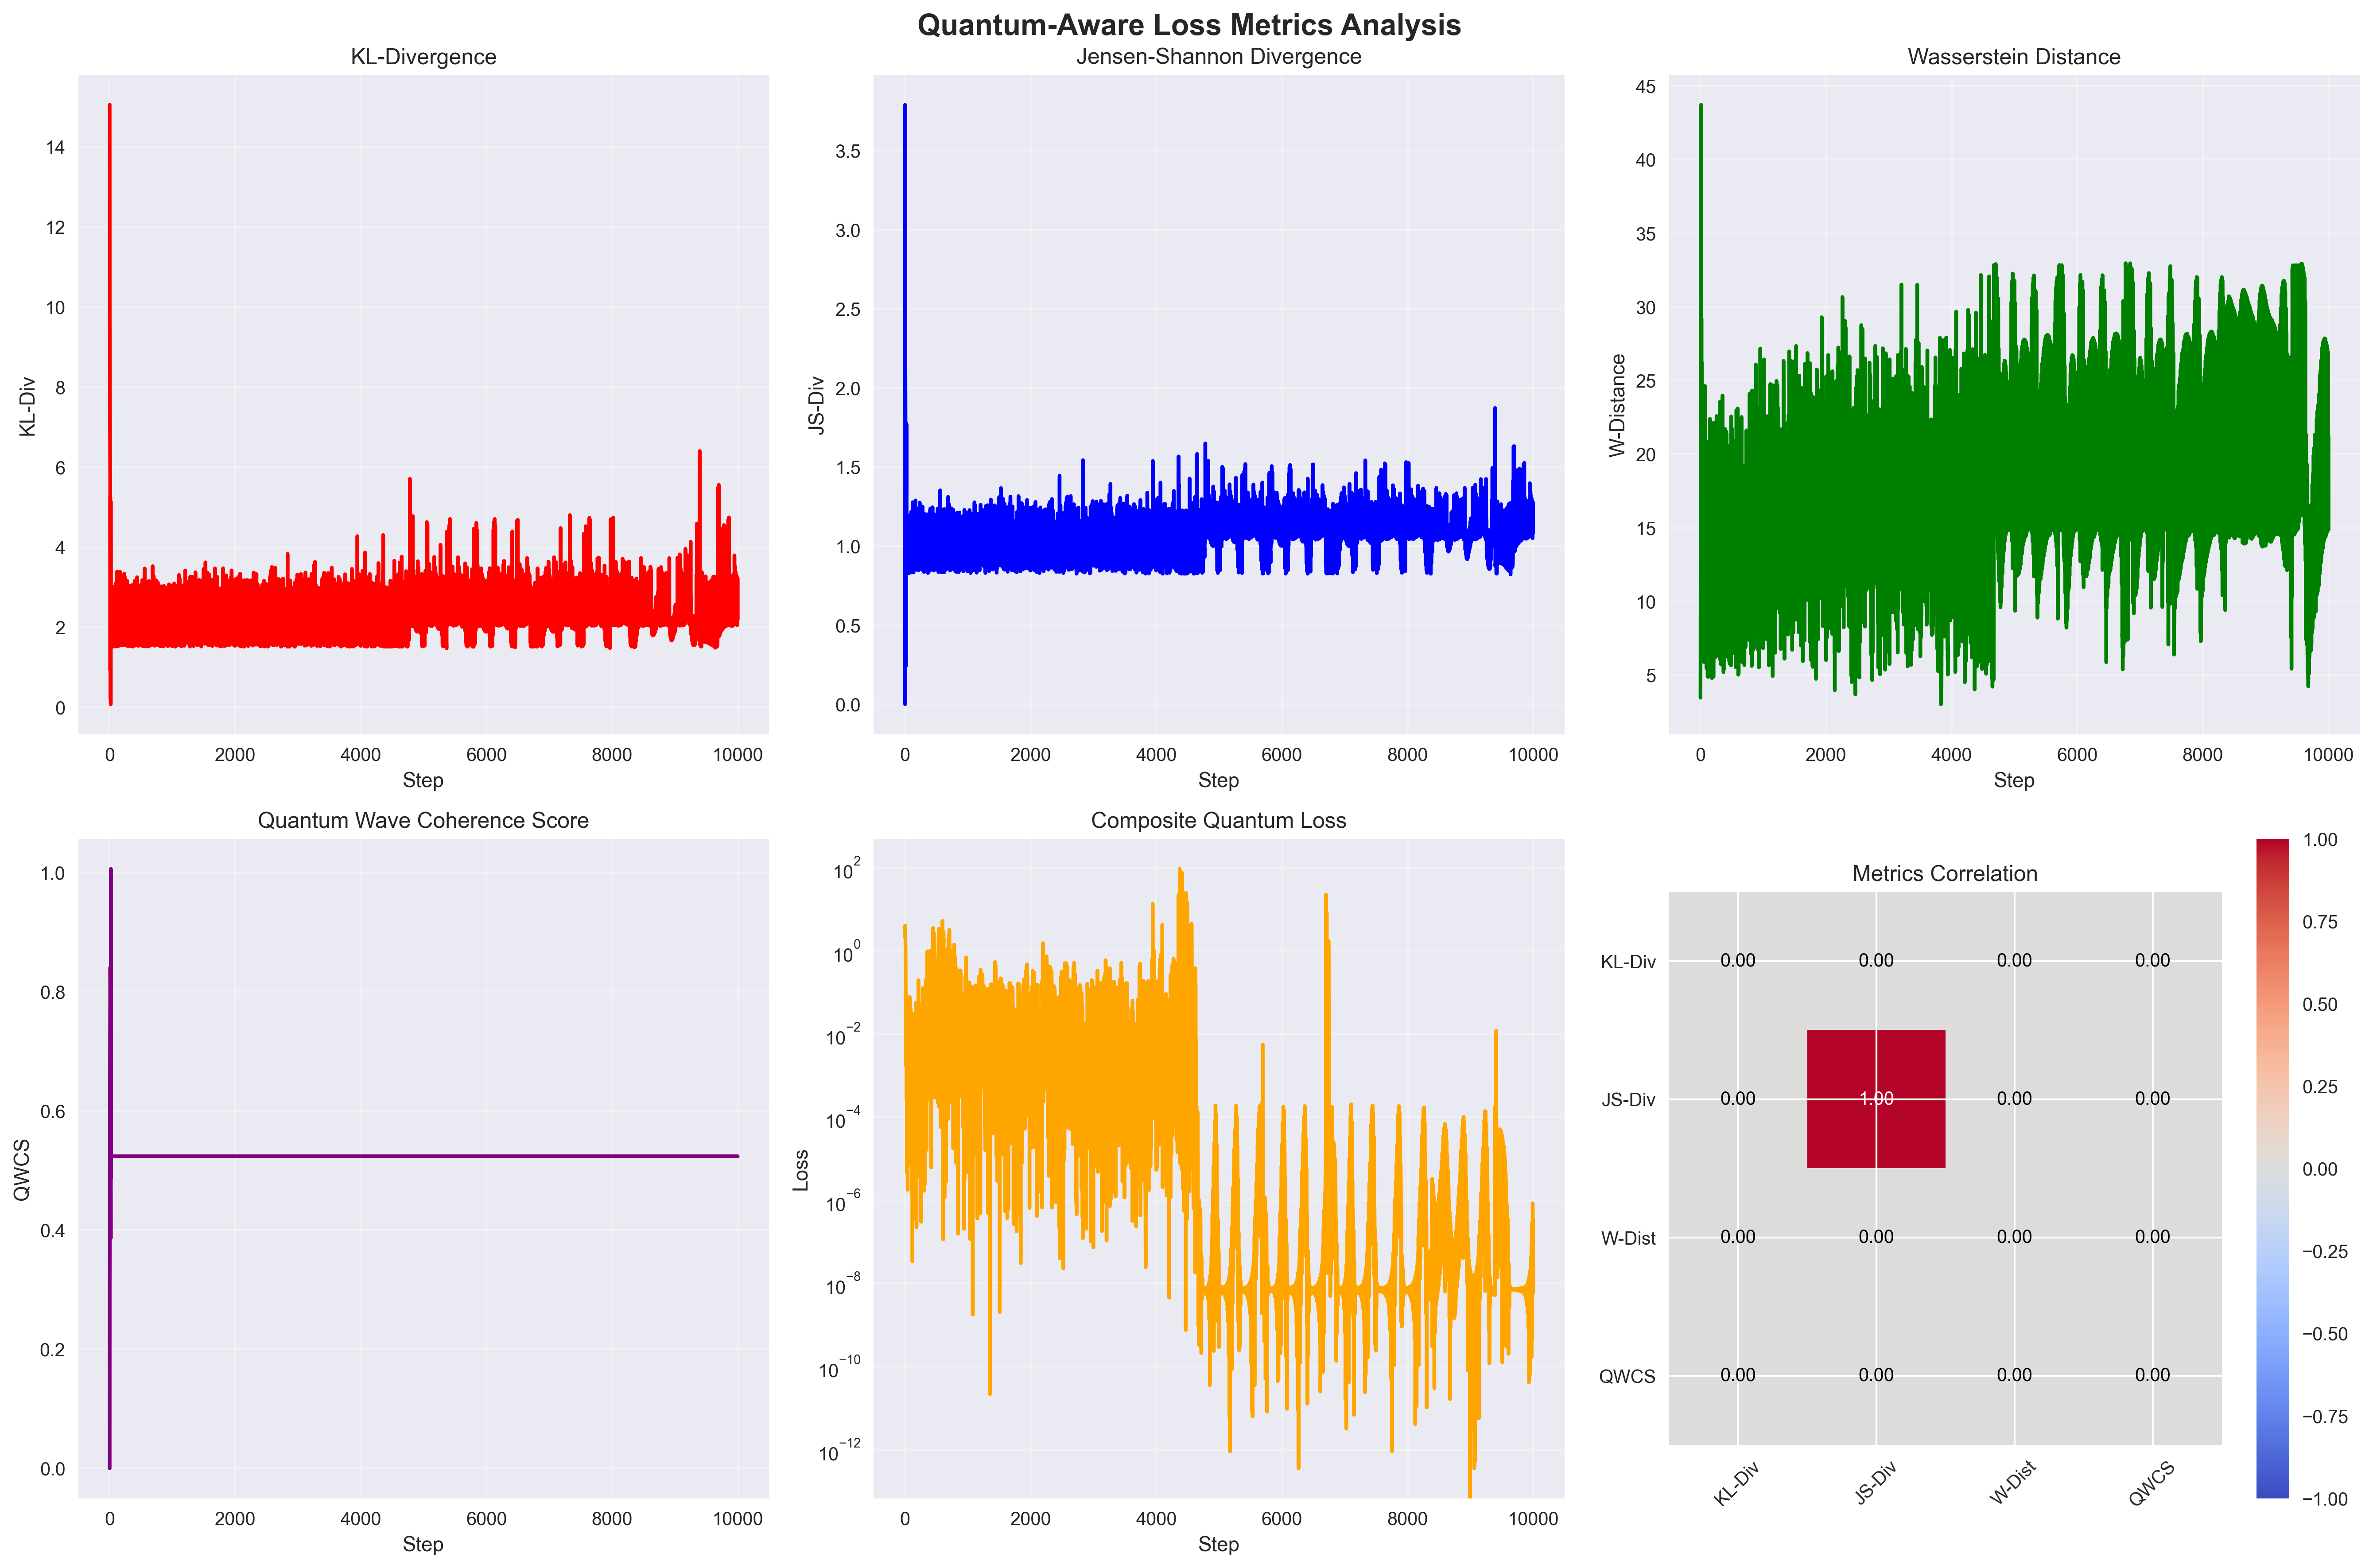 Quantum-Aware Loss Metrics Analysis
KL-Divergence
14
12
10
8
6
4
2
0
KL-Div
0 2000 4000 6000 8000 10000
Step
Jensen-Shannon Divergence
3.5
3.0
2.5
2.0
1.5
1.0
0.5
0.0
JS-Div
0 2000 4000 6000 8000 10000
Step
Wasserstein Distance
45
40
35
30
25
20
15
10
5
W-Distance
0 2000 4000 6000 8000 10000
Step
Quantum Wave Coherence Score
1.0
0.8
0.6
0.4
0.2
0.0
QWCS
0 2000 4000 6000 8000 10000
Step
Composite Quantum Loss
10²
10⁰
10⁻²
10⁻⁴
10⁻⁶
10⁻⁸
10⁻¹⁰
10⁻¹²
Loss
0 2000 4000 6000 8000 10000
Step
Metrics Correlation
KL-Div 0.00 0.00 0.00 0.00
JS-Div 0.00 1.00 0.00 0.00
W-Dist 0.00 0.00 0.00 0.00
QWCS 0.00 0.00 0.00 0.00
KL-Div JS-Div W-Dist QWCS
1.00
0.75
0.50
0.25
0.00
−0.25
−0.50
−0.75
−1.00